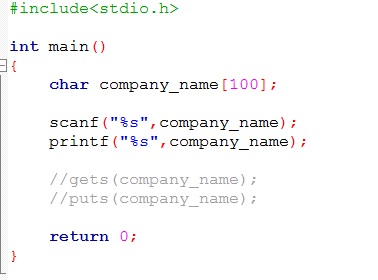 #include<stdio.h>
int main()
{
char company_name[100];
scanf("%s",company_name);
printf("%s",company_name);
//gets(company_name);
//puts(company_name);
return 0;
}